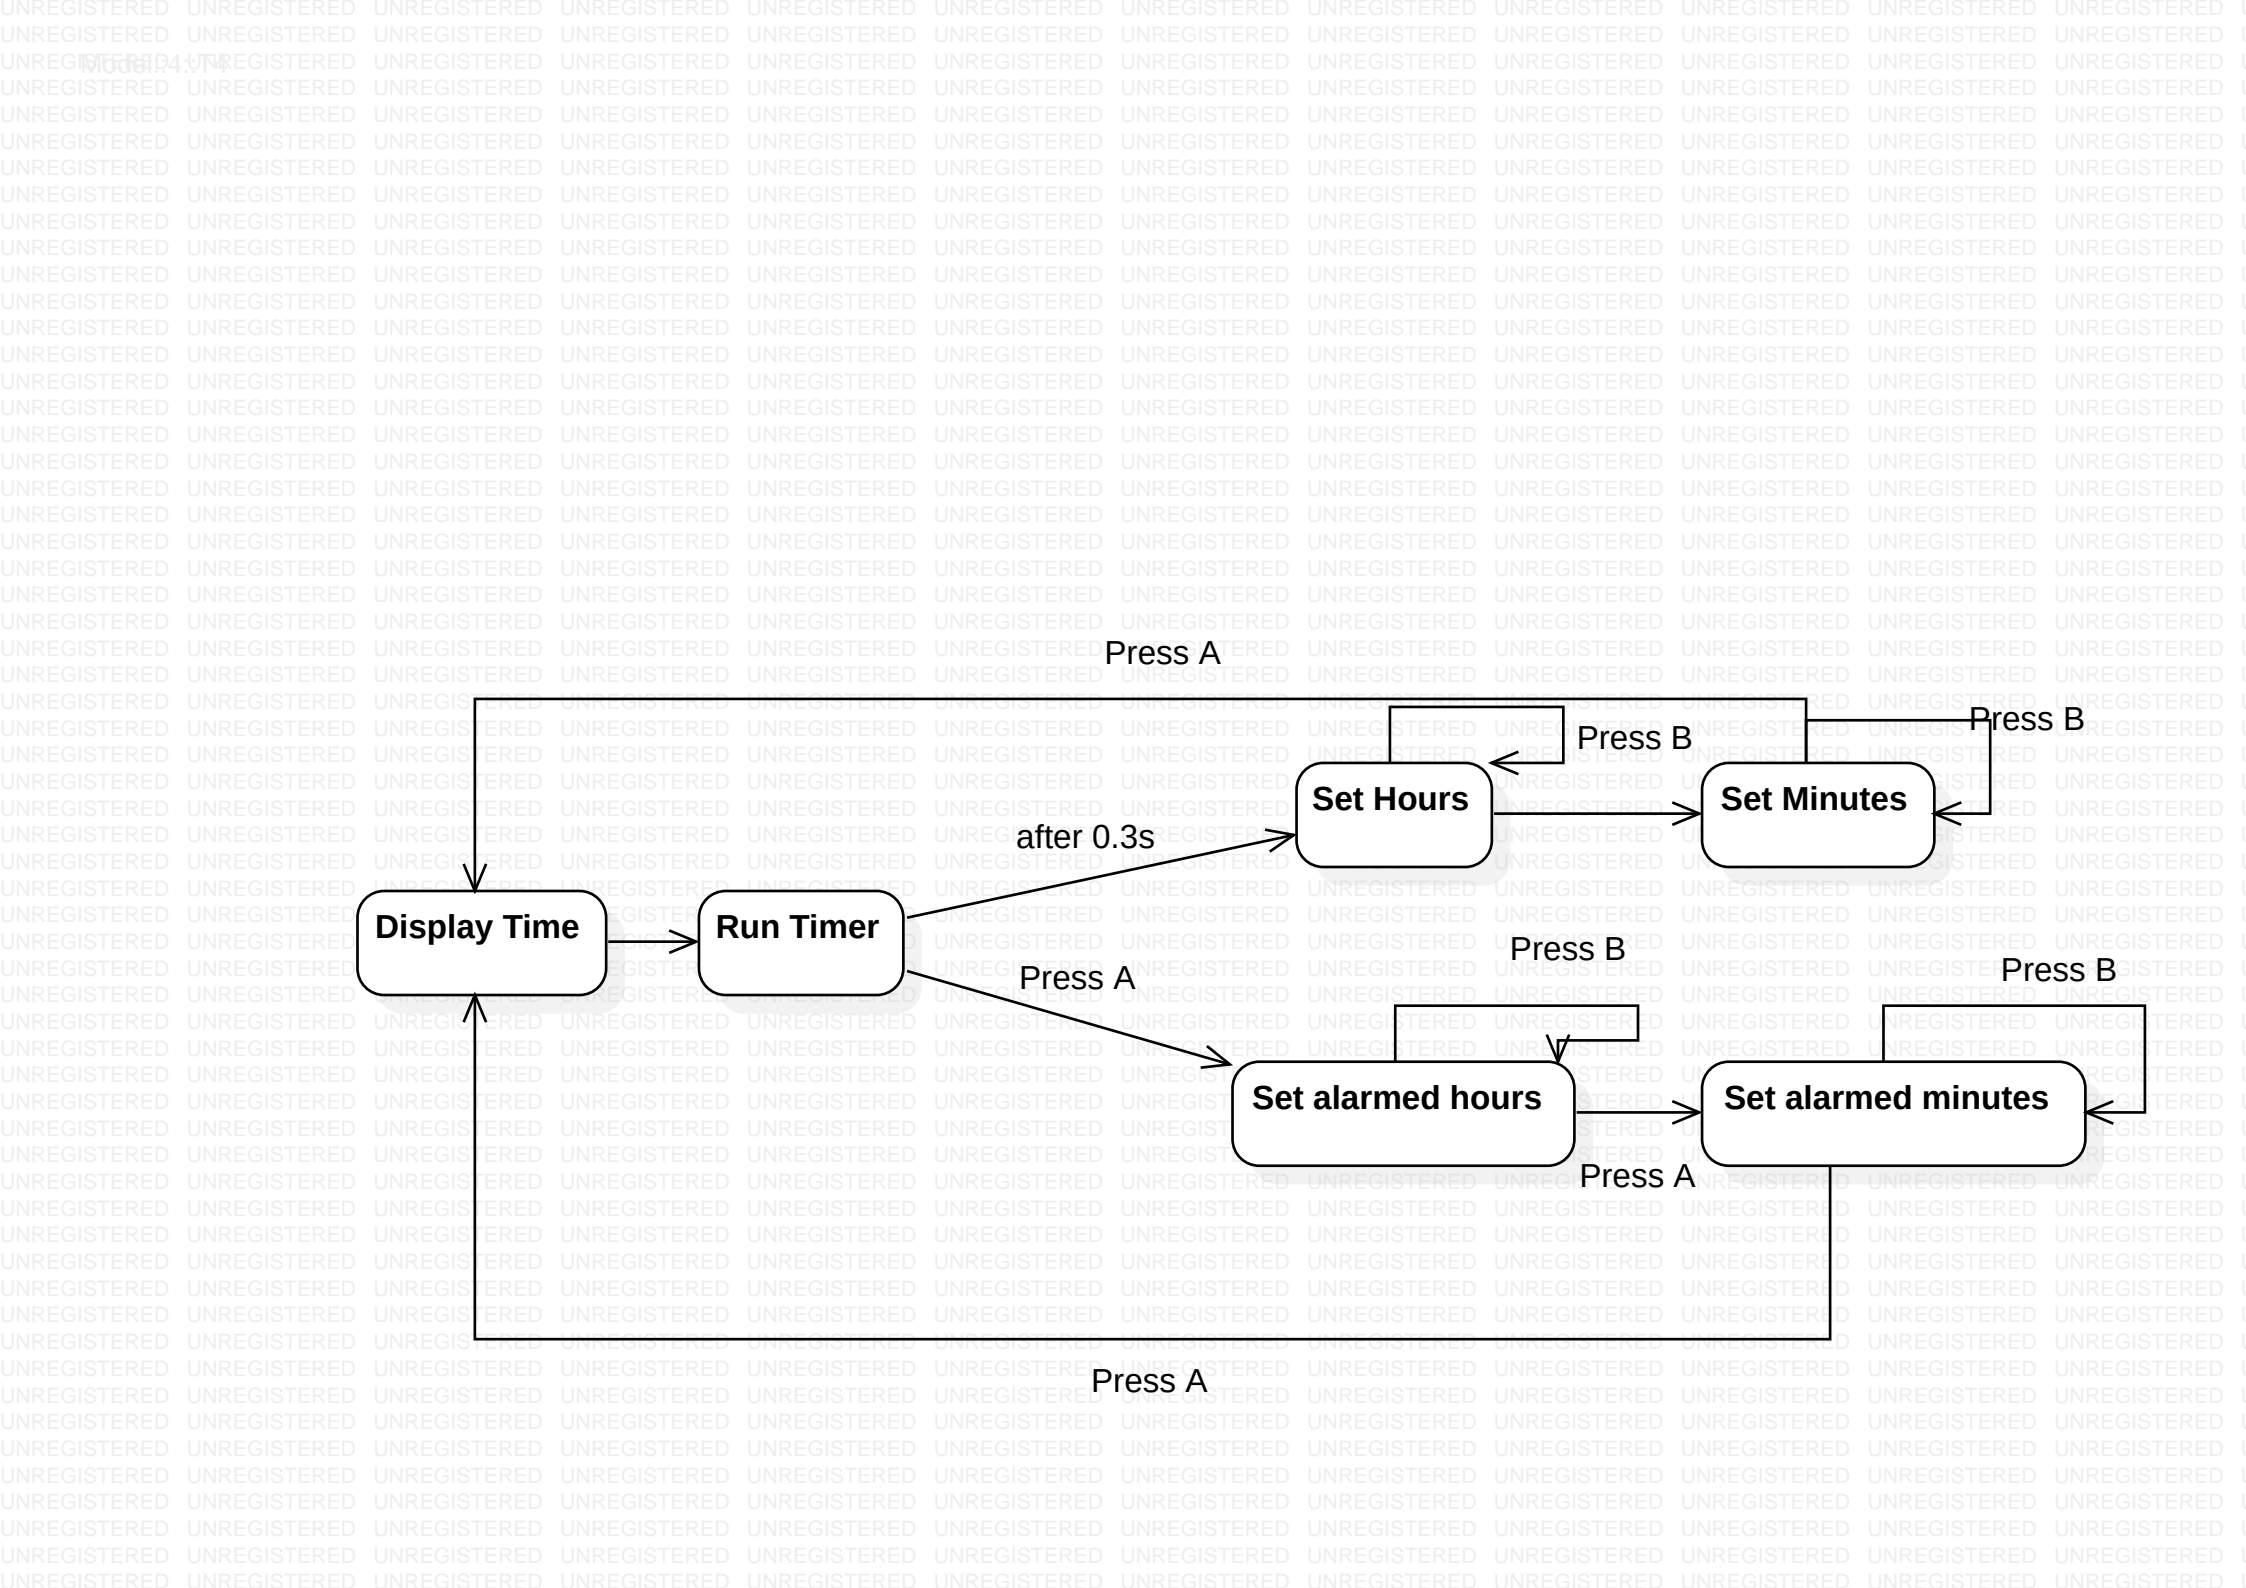 Press A
Press B
Press B
Set Hours
Set Minutes
after 0.3s
Display Time
Run Timer
Press B
Press B
Press A
Set alarmed hours
Set alarmed minutes
Press A
Press A